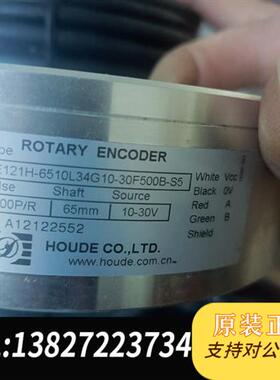 ROTARY ENCODER
E121H-6510L34G10-30F500B-S5
White Vcc
Shaft Source Black 0V
00P/R 65mm 10-30V Red A
Green B
A12122552 Shield
HOUDE CO.,LTD.
www.houde.com.cn
原装正
支持对公
:13827223734